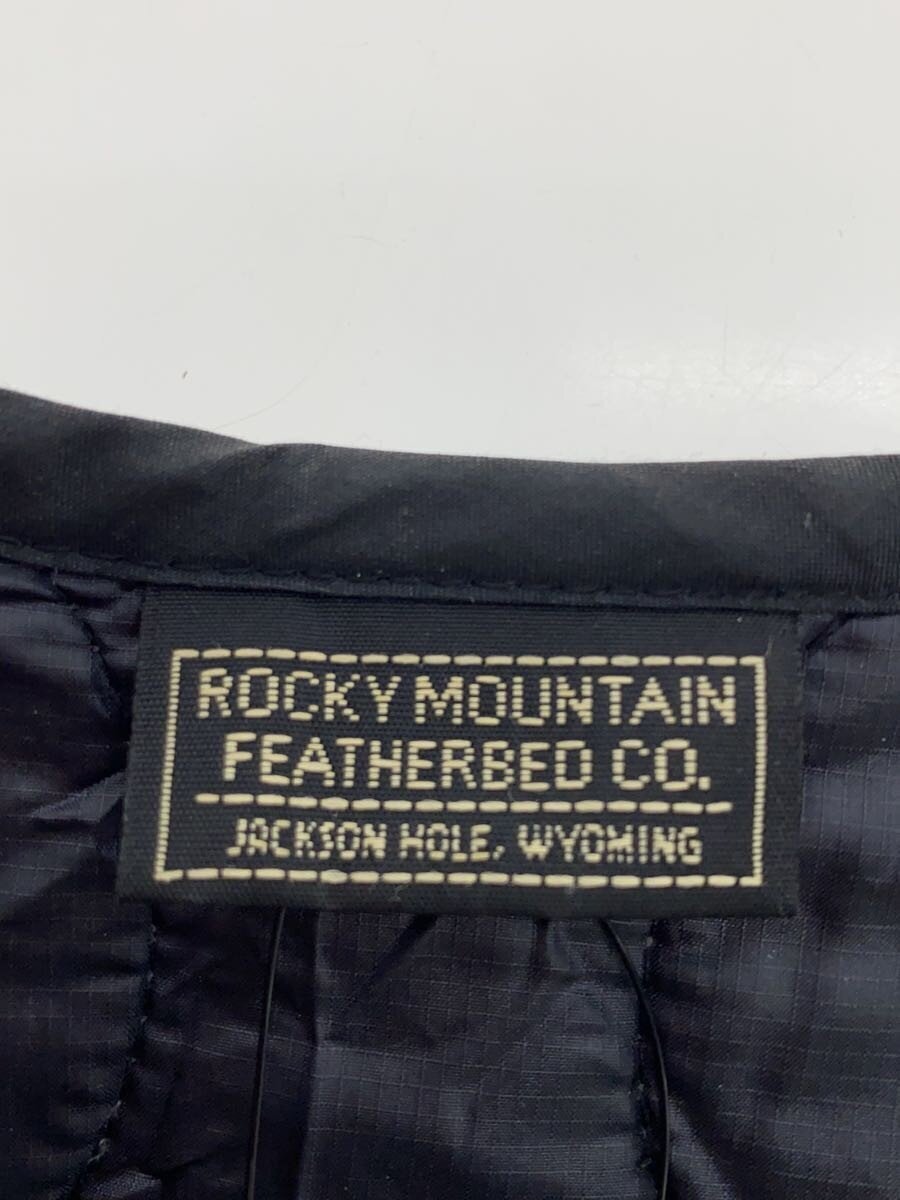 ROCKY MOUNTAIN
FEATHERBED CO.
JACKSON HOLE, WYOMING